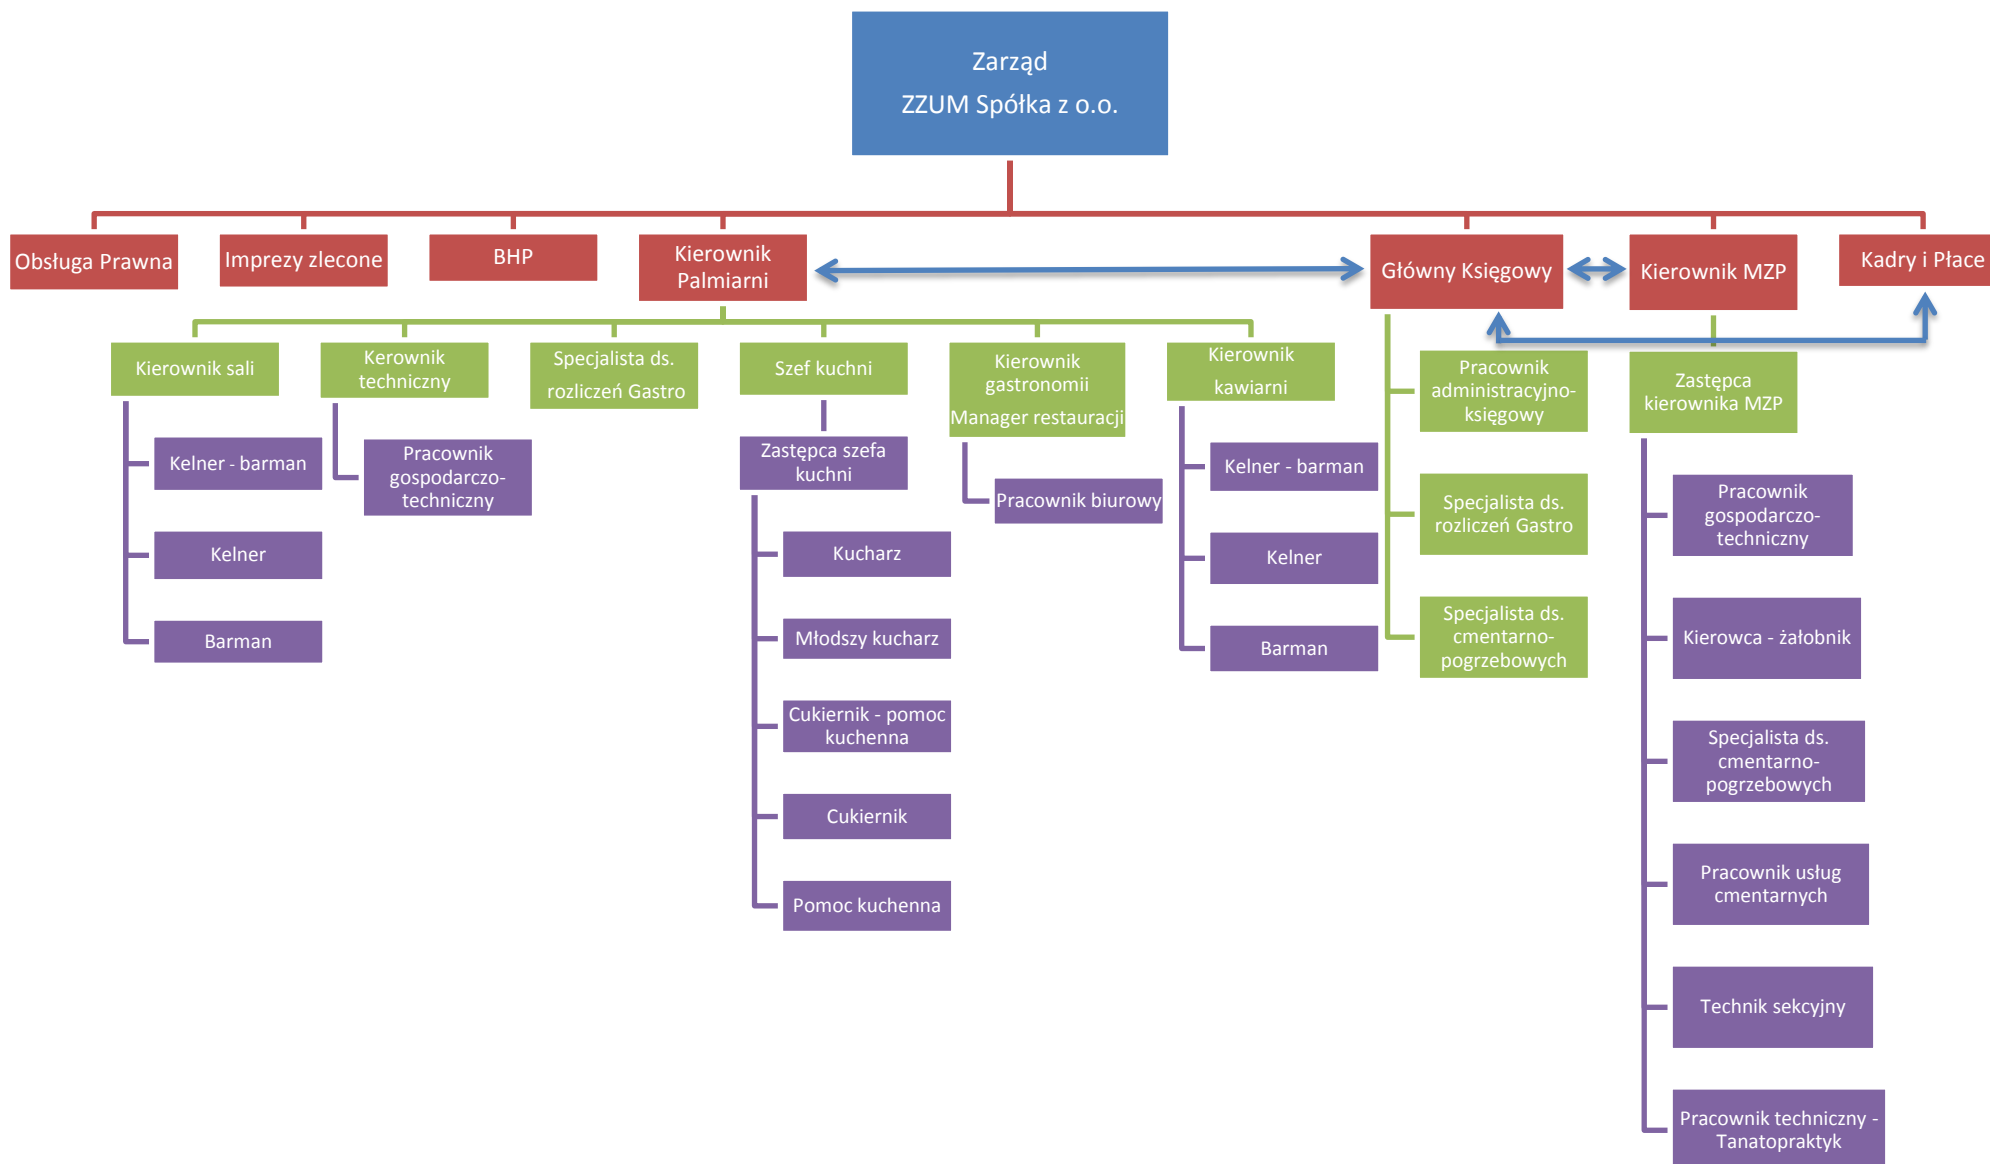 Zarząd
ZZUM Spółka z o.o.
Obsługa Prawna
Imprezy zlecone
BHP
Kierownik
Palmiarni
Główny Księgowy
Kierownik MZP
Kadry i Płace
Kierownik sali
Kerownik
techniczny
Specjalista ds.
rozliczeń Gastro
Szef kuchni
Kierownik
gastronomii
Manager restauracji
Kierownik
kawiarni
Pracownik
administracyjno-
księgowy
Zastępca
kierownika MZP
Kelner - barman
Kelner
Barman
Pracownik
gospodarczo-
techniczny
Zastępca szefa
kuchni
Kucharz
Młodszy kucharz
Cukiernik - pomoc
kuchenna
Cukiernik
Pomoc kuchenna
Pracownik biurowy
Kelner - barman
Kelner
Barman
Specjalista ds.
rozliczeń Gastro
Specjalista ds.
cmentarno-
pogrzebowych
Pracownik
gospodarczo-
techniczny
Kierowca - żałobnik
Specjalista ds.
cmentarno-
pogrzebowych
Pracownik usług
cmentarnych
Technik sekcyjny
Pracownik techniczny -
Tanatopraktyk